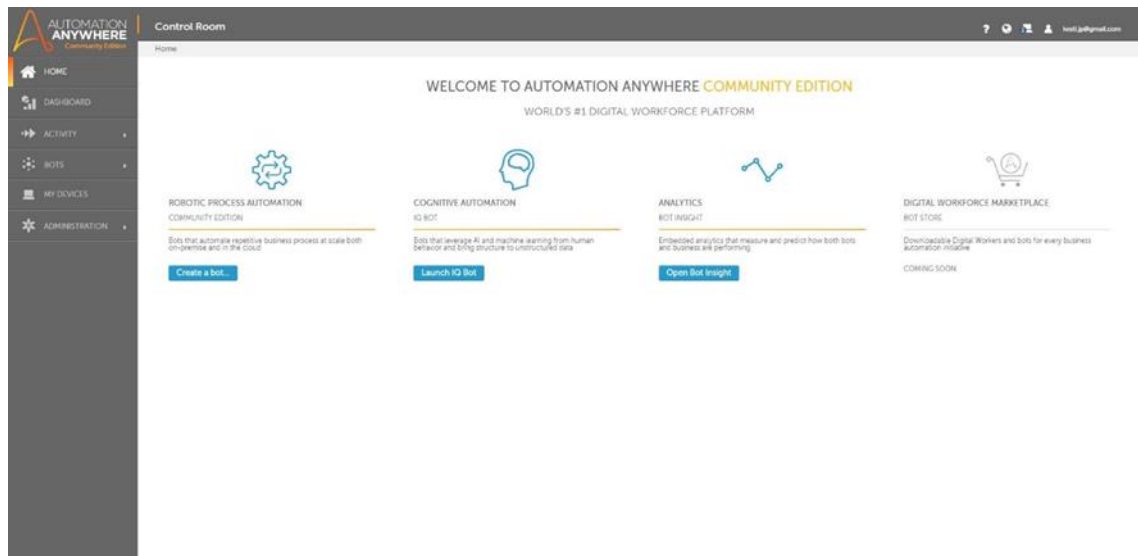 AUTOMATION
ANYWHERE
Community Edition
Control Room
?
Home
HOME
DASHBOARD
ACTIVITY
BOTS
MY DEVICES
ADMINISTRATION
WELCOME TO AUTOMATION ANYWHERE COMMUNITY EDITION
WORLD'S #1 DIGITAL WORKFORCE PLATFORM
ROBOTIC PROCESS AUTOMATION
COMMUNITY EDITION
Bots that automate repetitive business process at scale both
on-premise and in the cloud
Create a bot...
COGNITIVE AUTOMATION
IQ BOT
Bots that leverage AI and machine learning from human
behavior and bring structure to unstructured data
Launch IQ Bot
ANALYTICS
BOT INSIGHT
Embedded analytics that measure and predict how both bots
and business are performing
Open Bot Insight
DIGITAL WORKFORCE MARKETPLACE
BOT STORE
Downloadable Digital Workers and bots for every business
automation initiative
COMING SOON